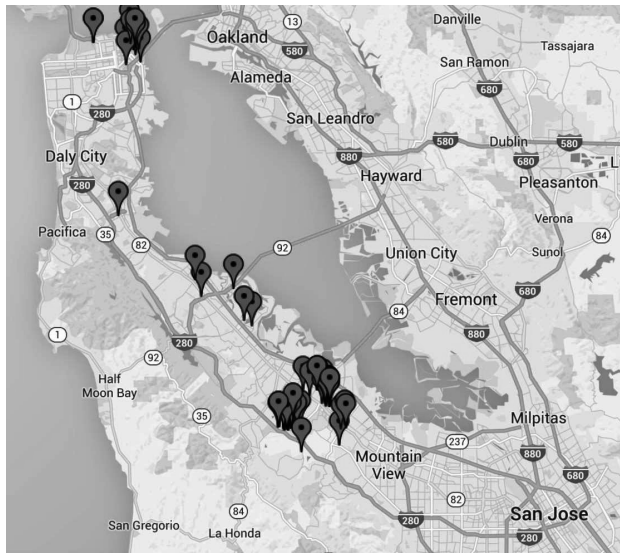 Danville
13
Oakland
580
Tassajara
San Ramon
Alameda
680
1
280
San Leandro
580
Dublin
580
Daly City
880
L
280
Hayward
680
Pleasanton
Pacifica
35
82
92
Verona
84
Union City
Sunol
680
84
Fremont
1
280
880
92
Half
Moon Bay
35
Milpitas
237
Mountain
View
880
680
82
84
San Gregorio
La Honda
280
San Jose
280